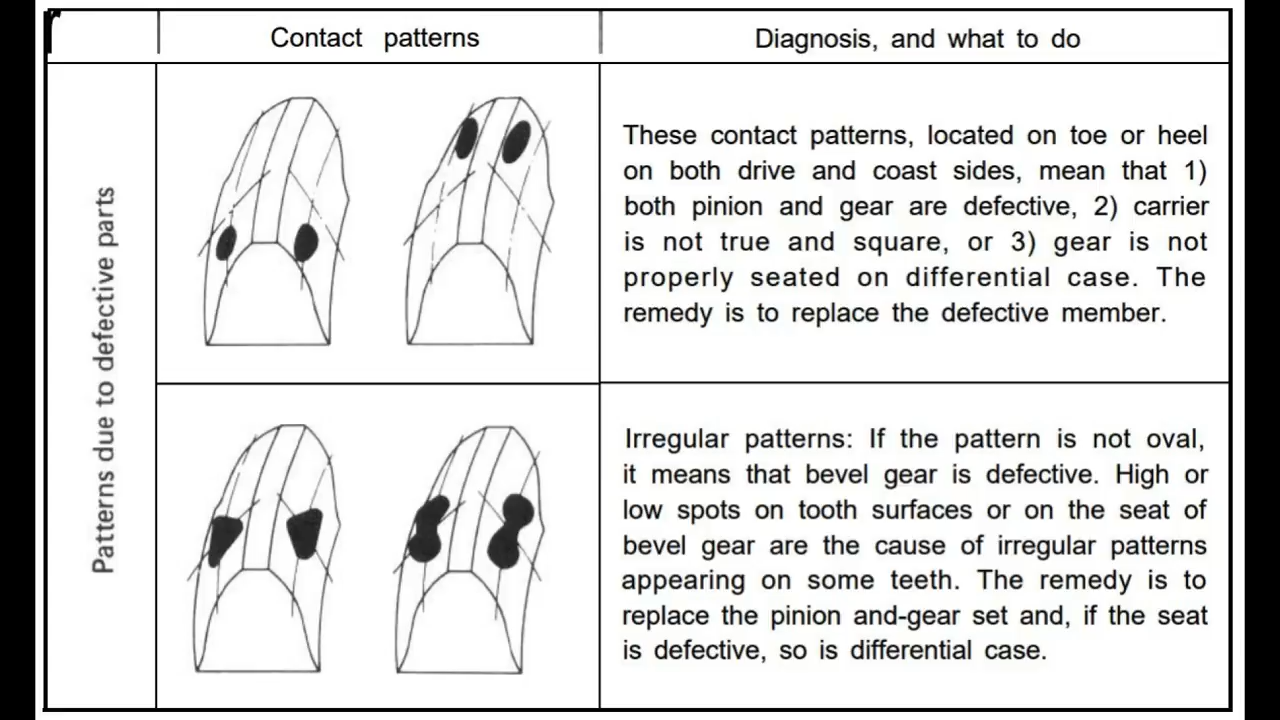 Contact patterns
Diagnosis, and what to do
Patterns due to defective parts
These contact patterns, located on toe or heel
on both drive and coast sides, mean that 1)
both pinion and gear are defective, 2) carrier
is not true and square, or 3) gear is not
properly seated on differential case. The
remedy is to replace the defective member.
Irregular patterns: If the pattern is not oval,
it means that bevel gear is defective. High or
low spots on tooth surfaces or on the seat of
bevel gear are the cause of irregular patterns
appearing on some teeth. The remedy is to
replace the pinion and-gear set and, if the seat
is defective, so is differential case.